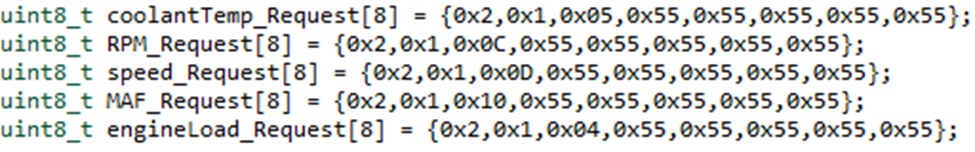 uint8_t coolantTemp_Request[8] = {0x2,0x1,0x05,0x55,0x55,0x55,0x55,0x55};
uint8_t RPM_Request[8] = {0x2,0x1,0x0C,0x55,0x55,0x55,0x55,0x55};
uint8_t speed_Request[8] = {0x2,0x1,0x0D,0x55,0x55,0x55,0x55,0x55};
uint8_t MAF_Request[8] = {0x2,0x1,0x10,0x55,0x55,0x55,0x55,0x55};
uint8_t engineLoad_Request[8] = {0x2,0x1,0x04,0x55,0x55,0x55,0x55,0x55};